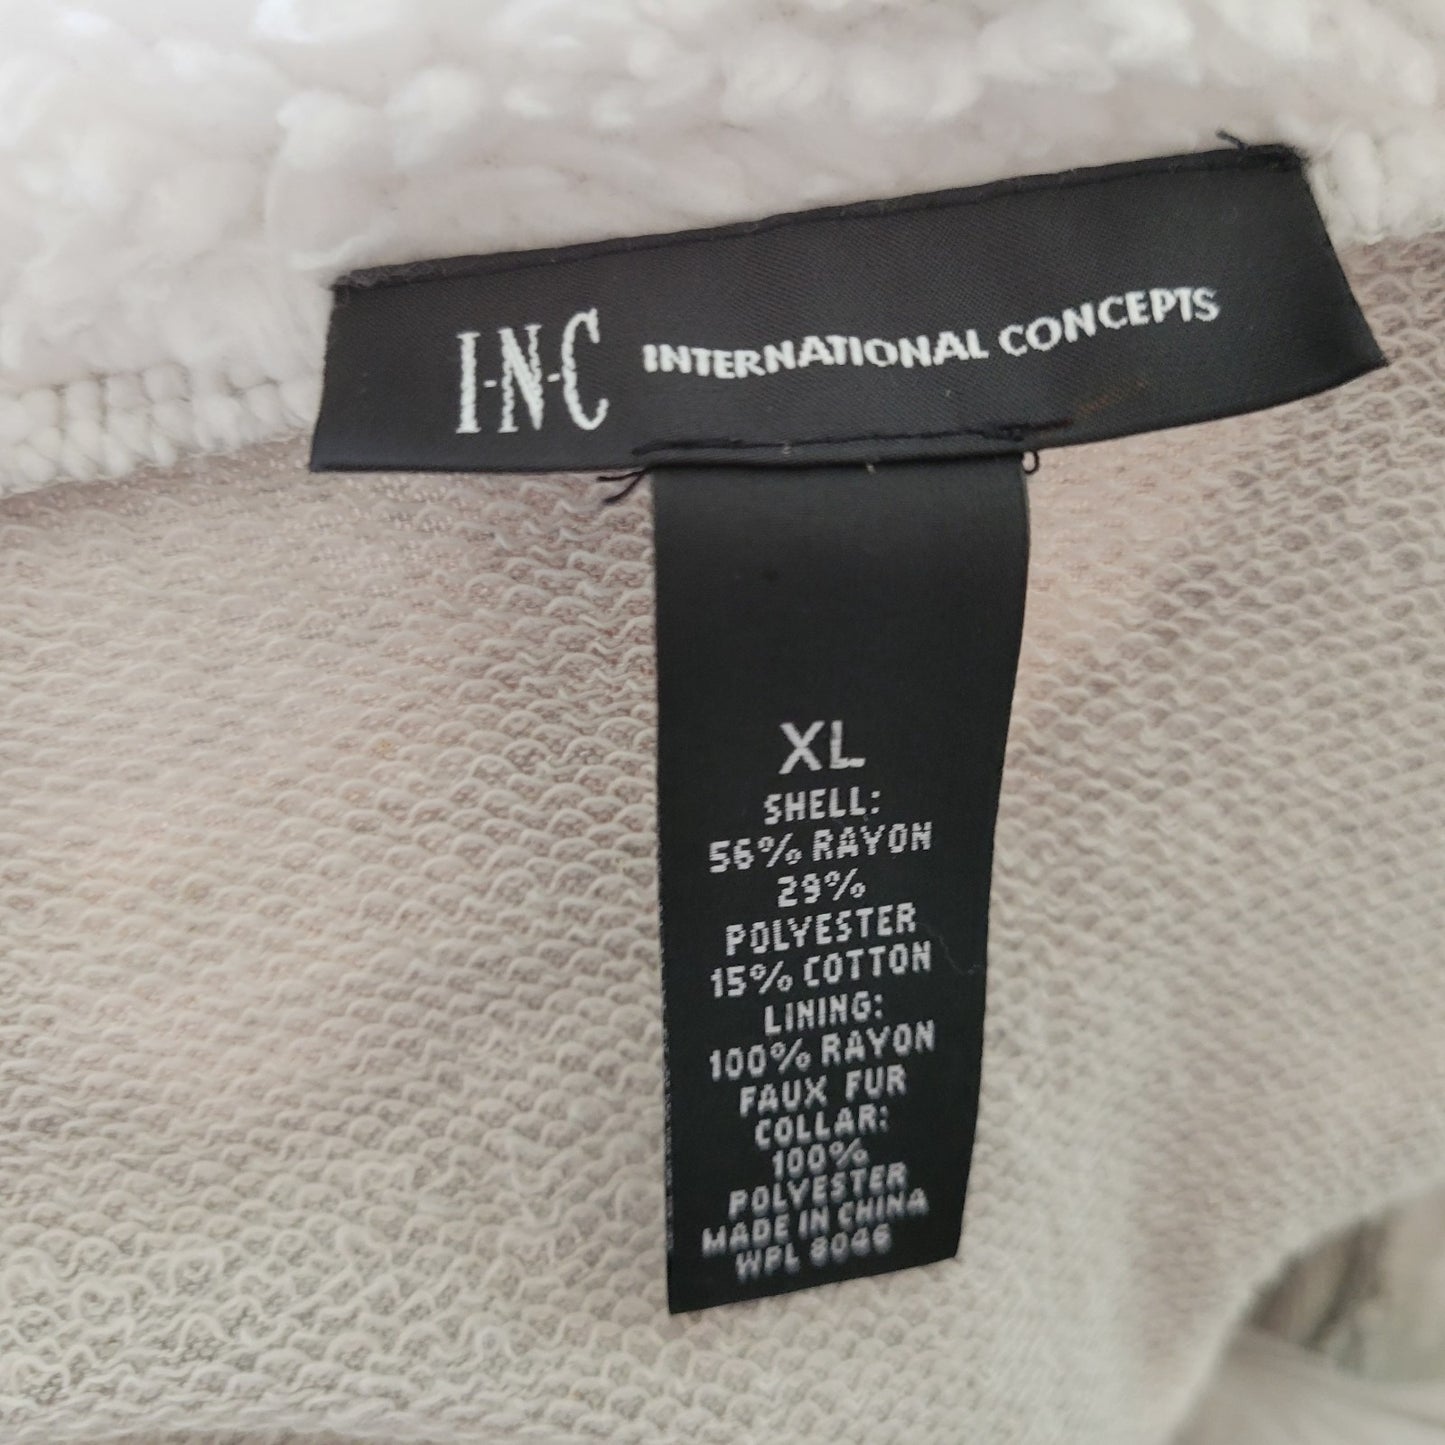 I-N-C INTERNATIONAL CONCEPTS
XL
SHELL:
56% RAYON
29%
POLYESTER
15% COTTON
LINING:
100% RAYON
FAUX FUR
COLLAR:
100%
POLYESTER
MADE IN CHINA
WPL 8046